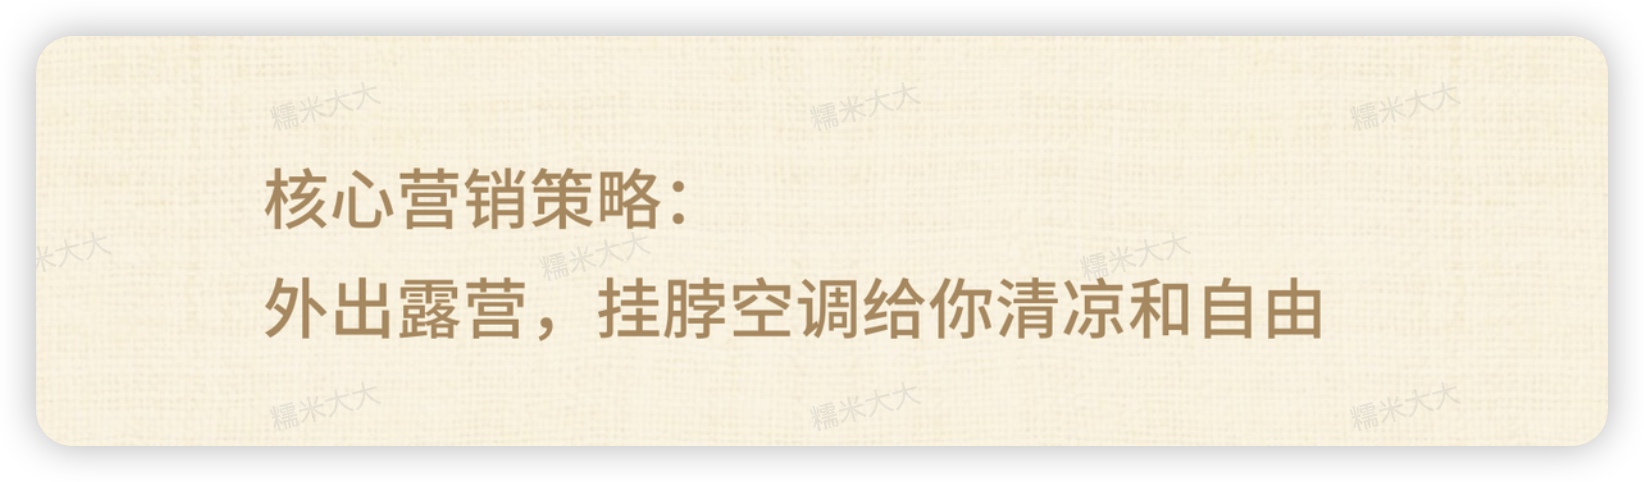 糯米大大 糯米大大 糯米大大
核心营销策略：
米大大 糯米大大 糯米大大
外出露营，挂脖空调给你清凉和自由
糯米大大 糯米大大 糯米大大